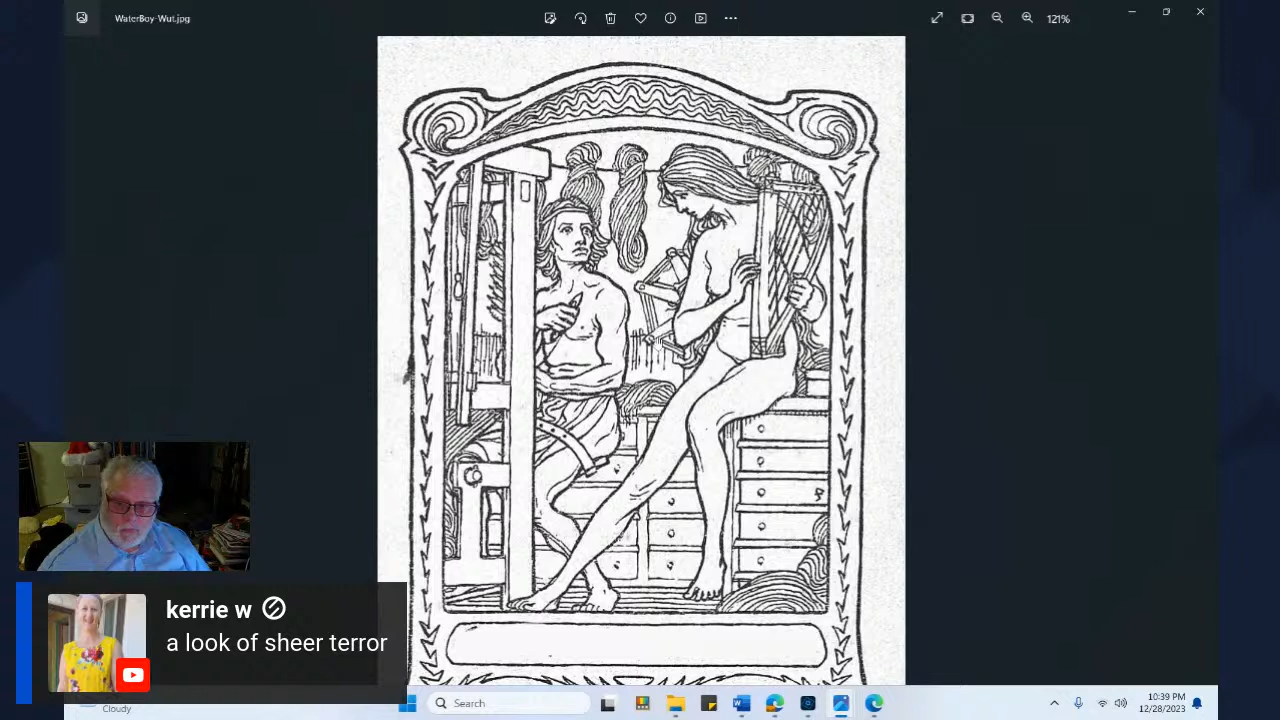 WaterBoy-Wut.jpg
121%
kerrie w
a look of sheer terror
Cloudy
Search
10:39 PM
12/28/2023